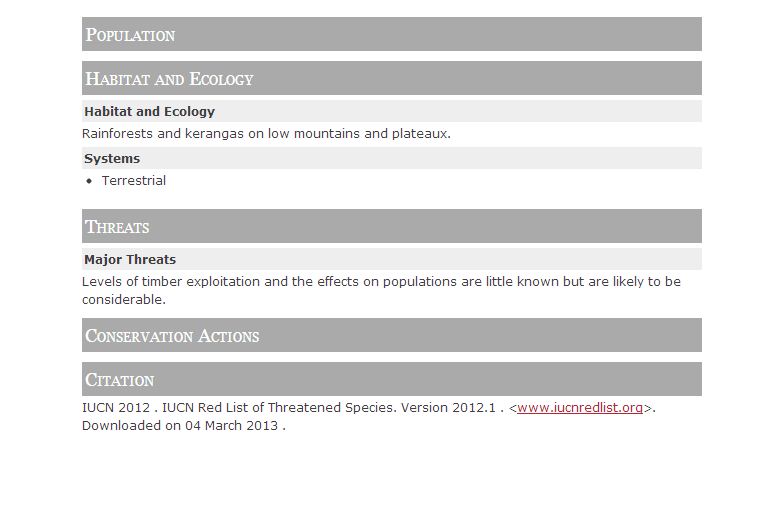 Population
Habitat and Ecology
Habitat and Ecology
Rainforests and kerangas on low mountains and plateaux.
Systems
• Terrestrial
Threats
Major Threats
Levels of timber exploitation and the effects on populations are little known but are likely to be
considerable.
Conservation Actions
Citation
IUCN 2012 . IUCN Red List of Threatened Species. Version 2012.1 . <www.iucnredlist.org>.
Downloaded on 04 March 2013 .